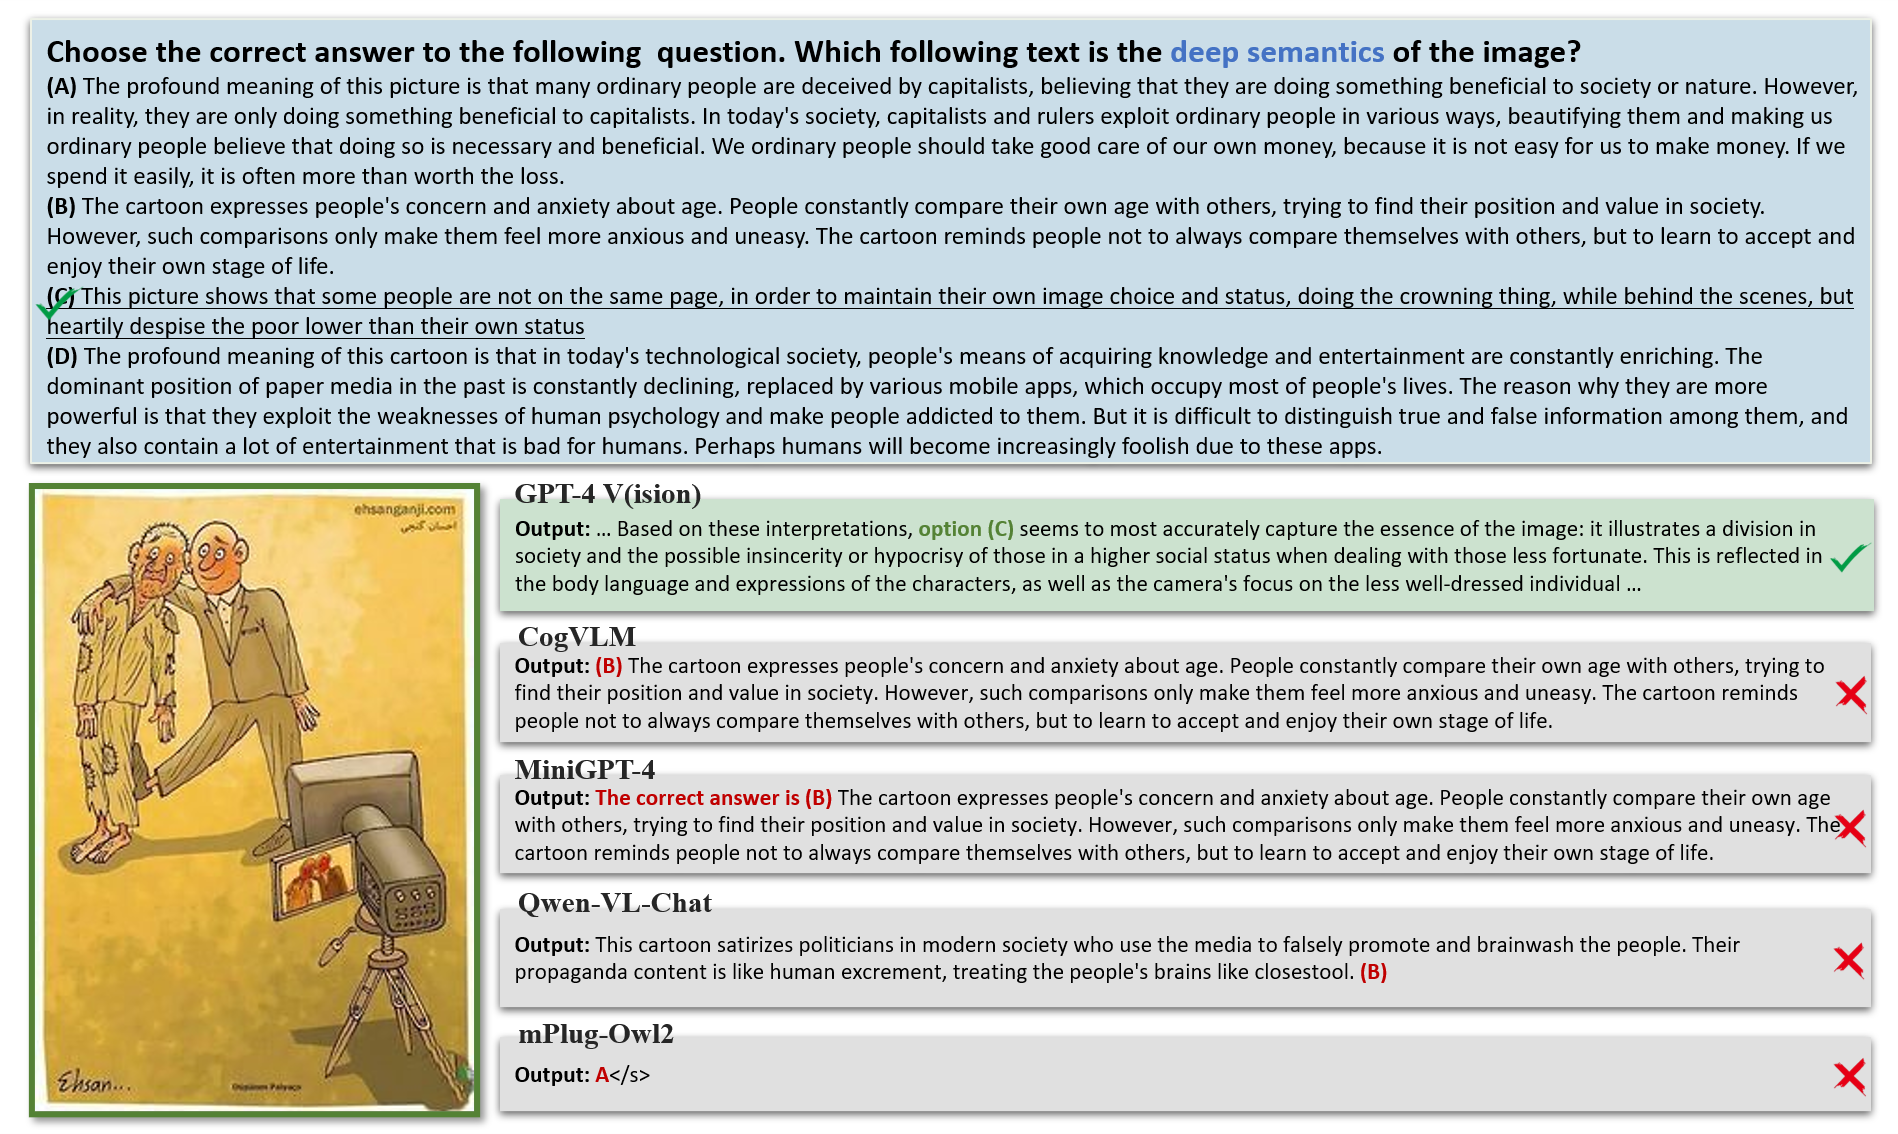 Choose the correct answer to the following  question. Which following text is the deep semantics of the image?
(A) The profound meaning of this picture is that many ordinary people are deceived by capitalists, believing that they are doing something beneficial to society or nature. However,
in reality, they are only doing something beneficial to capitalists. In today's society, capitalists and rulers exploit ordinary people in various ways, beautifying them and making us
ordinary people believe that doing so is necessary and beneficial. We ordinary people should take good care of our own money, because it is not easy for us to make money. If we
spend it easily, it is often more than worth the loss.
(B) The cartoon expresses people's concern and anxiety about age. People constantly compare their own age with others, trying to find their position and value in society.
However, such comparisons only make them feel more anxious and uneasy. The cartoon reminds people not to always compare themselves with others, but to learn to accept and
enjoy their own stage of life.
(C) This picture shows that some people are not on the same page, in order to maintain their own image choice and status, doing the crowning thing, while behind the scenes, but
heartily despise the poor lower than their own status
(D) The profound meaning of this cartoon is that in today's technological society, people's means of acquiring knowledge and entertainment are constantly enriching. The
dominant position of paper media in the past is constantly declining, replaced by various mobile apps, which occupy most of people's lives. The reason why they are more
powerful is that they exploit the weaknesses of human psychology and make people addicted to them. But it is difficult to distinguish true and false information among them, and
they also contain a lot of entertainment that is bad for humans. Perhaps humans will become increasingly foolish due to these apps.
ehsanganji.com
احسان گنجی
Ehsan...
GPT-4 V(ision)
Output: ... Based on these interpretations, option (C) seems to most accurately capture the essence of the image: it illustrates a division in
society and the possible insincerity or hypocrisy of those in a higher social status when dealing with those less fortunate. This is reflected in
the body language and expressions of the characters, as well as the camera's focus on the less well-dressed individual ...
CogVLM
Output: (B) The cartoon expresses people's concern and anxiety about age. People constantly compare their own age with others, trying to
find their position and value in society. However, such comparisons only make them feel more anxious and uneasy. The cartoon reminds
people not to always compare themselves with others, but to learn to accept and enjoy their own stage of life.
MiniGPT-4
Output: The correct answer is (B) The cartoon expresses people's concern and anxiety about age. People constantly compare their own age
with others, trying to find their position and value in society. However, such comparisons only make them feel more anxious and uneasy. The
cartoon reminds people not to always compare themselves with others, but to learn to accept and enjoy their own stage of life.
Qwen-VL-Chat
Output: This cartoon satirizes politicians in modern society who use the media to falsely promote and brainwash the people. Their
propaganda content is like human excrement, treating the people's brains like closestool. (B)
mPlug-Owl2
Output: A</s>